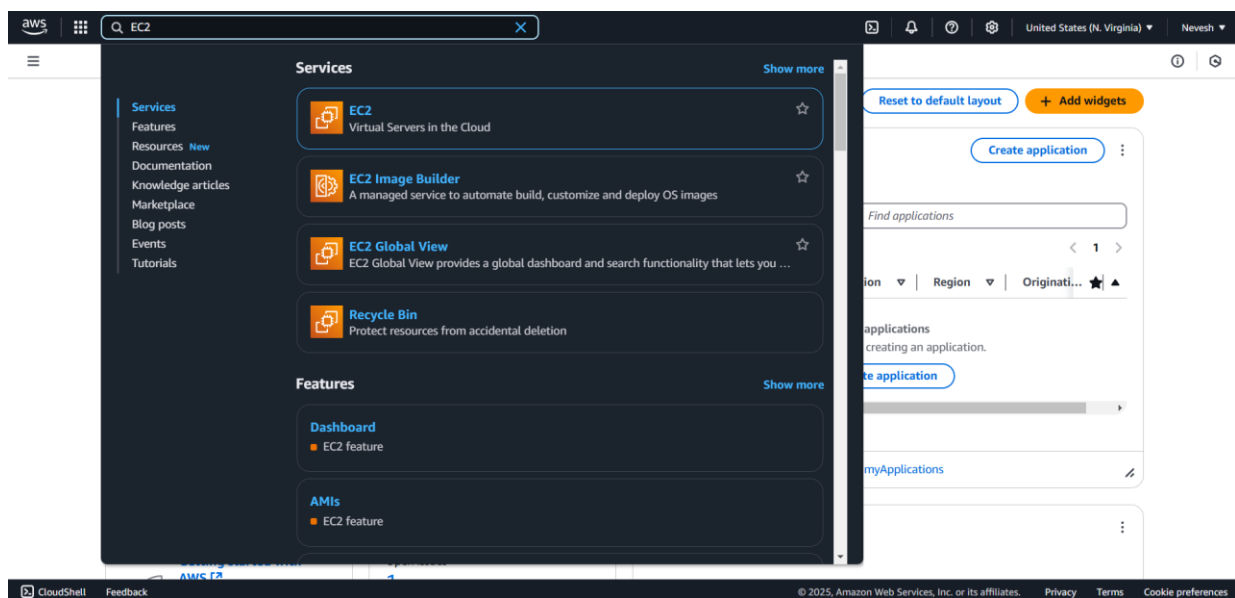 aws
EC2
United States (N. Virginia)
Nevesh
Services
Features
Resources New
Documentation
Knowledge articles
Marketplace
Blog posts
Events
Tutorials
Services
Show more
EC2
Virtual Servers in the Cloud
EC2 Image Builder
A managed service to automate build, customize and deploy OS images
EC2 Global View
EC2 Global View provides a global dashboard and search functionality that lets you ...
Recycle Bin
Protect resources from accidental deletion
Features
Show more
Dashboard
EC2 feature
AMIs
EC2 feature
Reset to default layout
+ Add widgets
Create application
Find applications
1
ion
Region
Originati...
applications
creating an application.
te application
myApplications
AWS
CloudShell
Feedback
© 2025, Amazon Web Services, Inc. or its affiliates.
Privacy
Terms
Cookie preferences